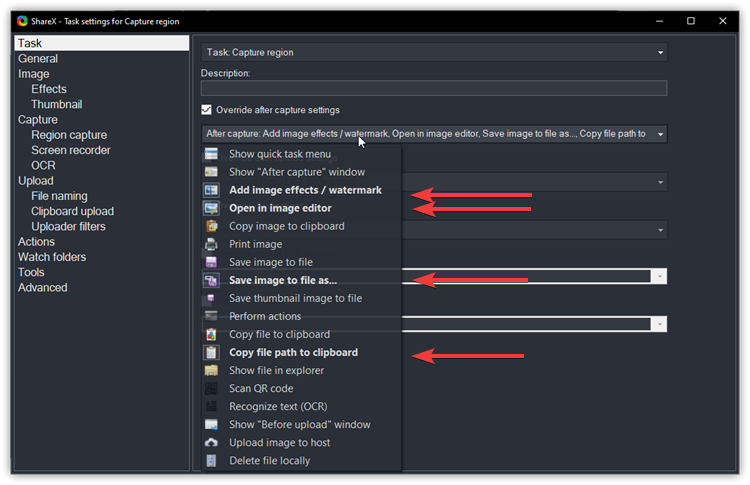 ShareX - Task settings for Capture region
Task
General
Image
Effects
Thumbnail
Capture
Region capture
Screen recorder
OCR
Upload
File naming
Clipboard upload
Uploader filters
Actions
Watch folders
Tools
Advanced
Task: Capture region
Description:
Override after capture settings
After capture: Add image effects / watermark, Open in image editor, Save image to file as..., Copy file path to
Show quick task menu
Show "After capture" window
Add image effects / watermark
Open in image editor
Copy image to clipboard
Print image
Save image to file
Save image to file as...
Save thumbnail image to file
Perform actions
Copy file to clipboard
Copy file path to clipboard
Show file in explorer
Scan QR code
Recognize text (OCR)
Show "Before upload" window
Upload image to host
Delete file locally